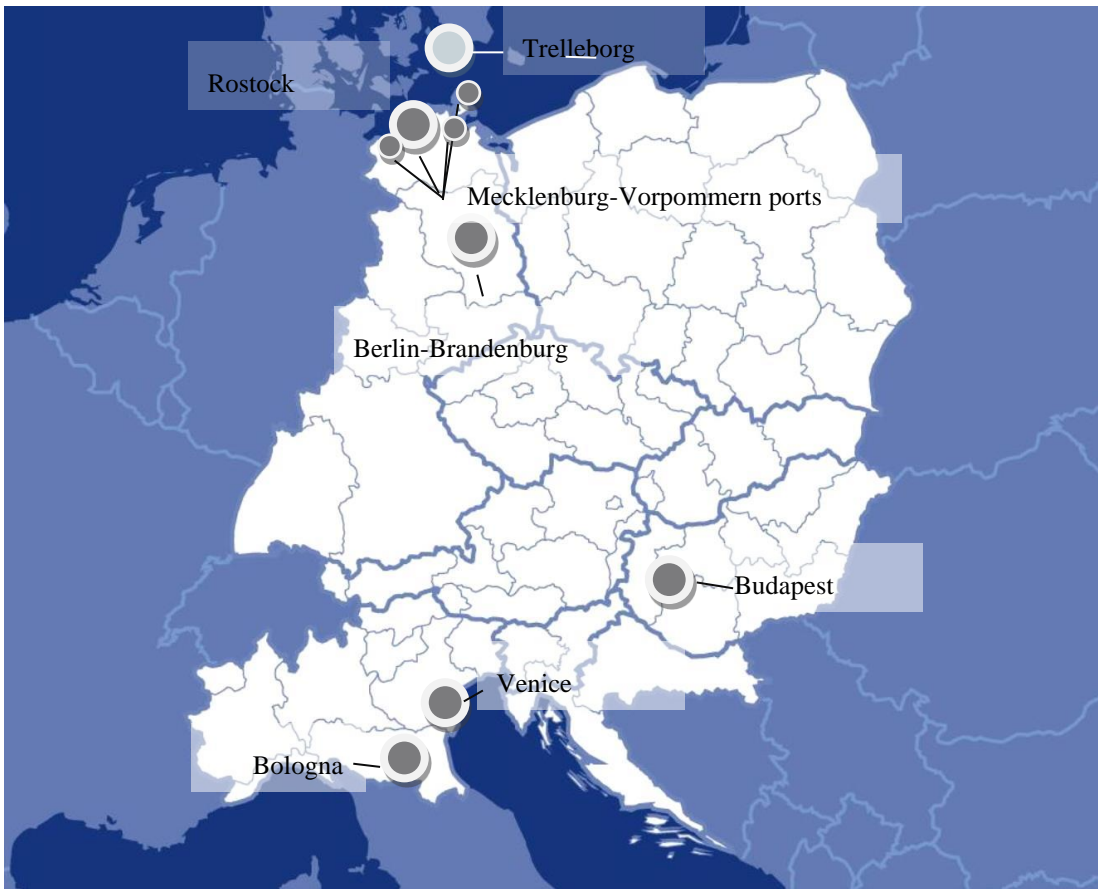 Trelleborg
Rostock
Mecklenburg-Vorpommern ports
Berlin-Brandenburg
Budapest
Venice
Bologna